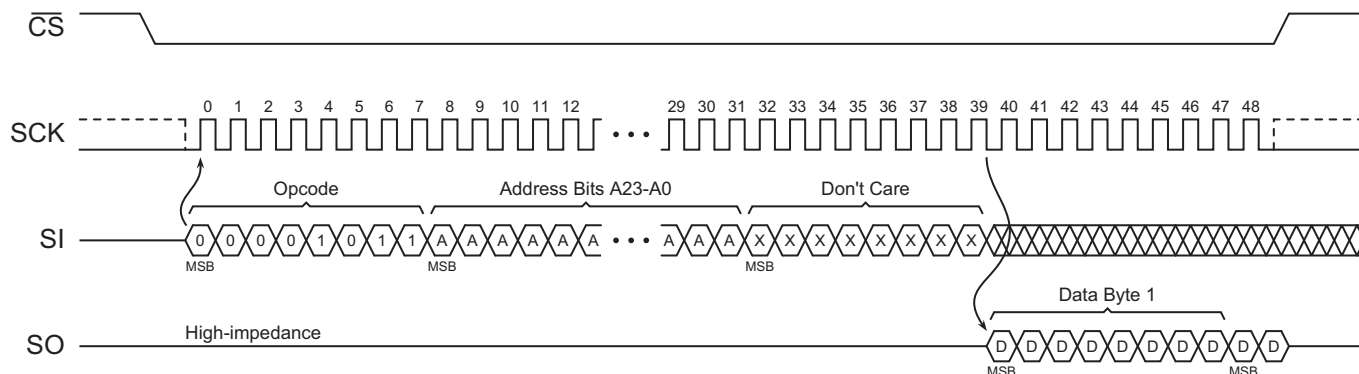 CS
0 1 2 3 4 5 6 7 8 9 10 11 12 29 30 31 32 33 34 35 36 37 38 39 40 41 42 43 44 45 46 47 48
SCK
Opcode Address Bits A23-A0 Don't Care
SI 0 0 0 0 1 0 1 1 A A A A A A A A A X X X X X X X X
MSB MSB MSB
Data Byte 1
High-impedance
SO D D D D D D D D D D
MSB MSB